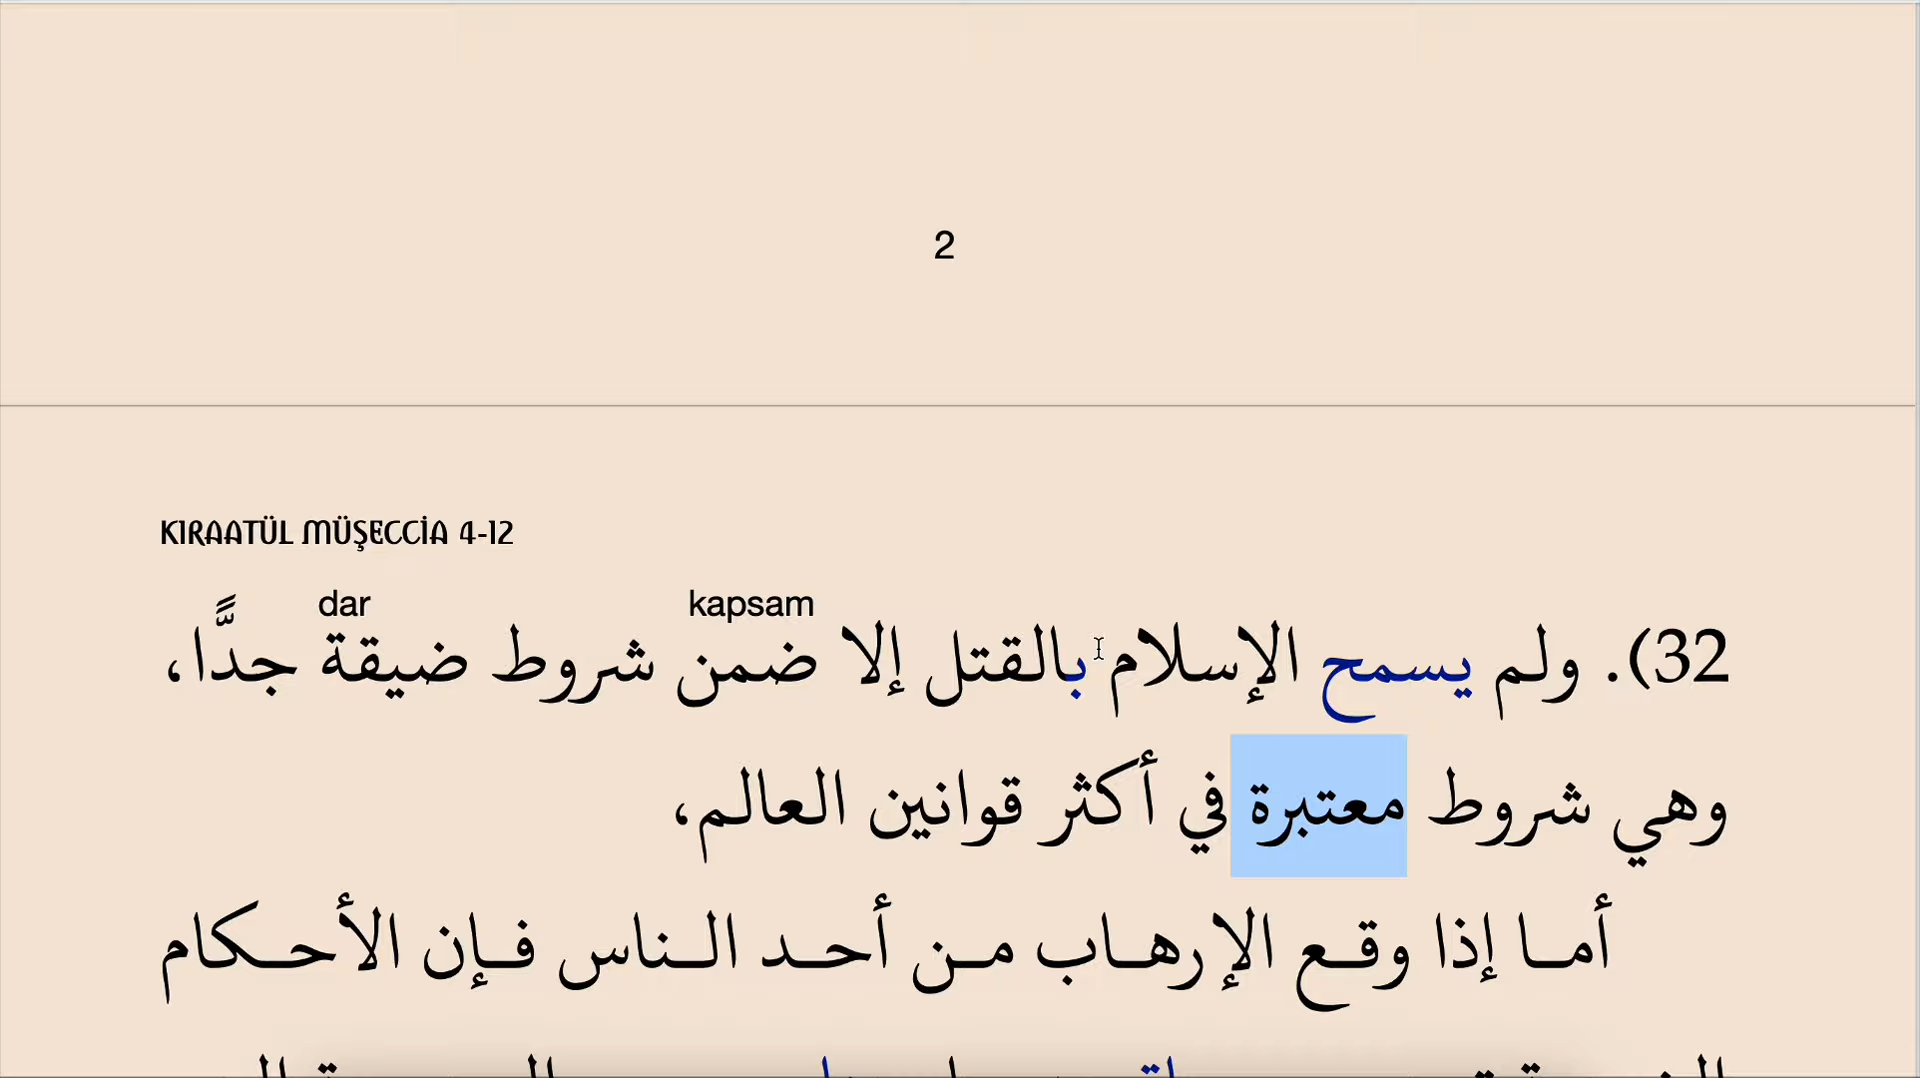 2
KIRAATÜL MÜŞECCİA 4-12
kapsam dar
32). ولم يسمح الإسلام بالقتل إلا ضمن شروط ضيقة جدًّا،
وهي شروط معتبرة في أكثر قوانين العالم،
أما إذا وقع الإرهاب من أحد الناس فإن الأحكام